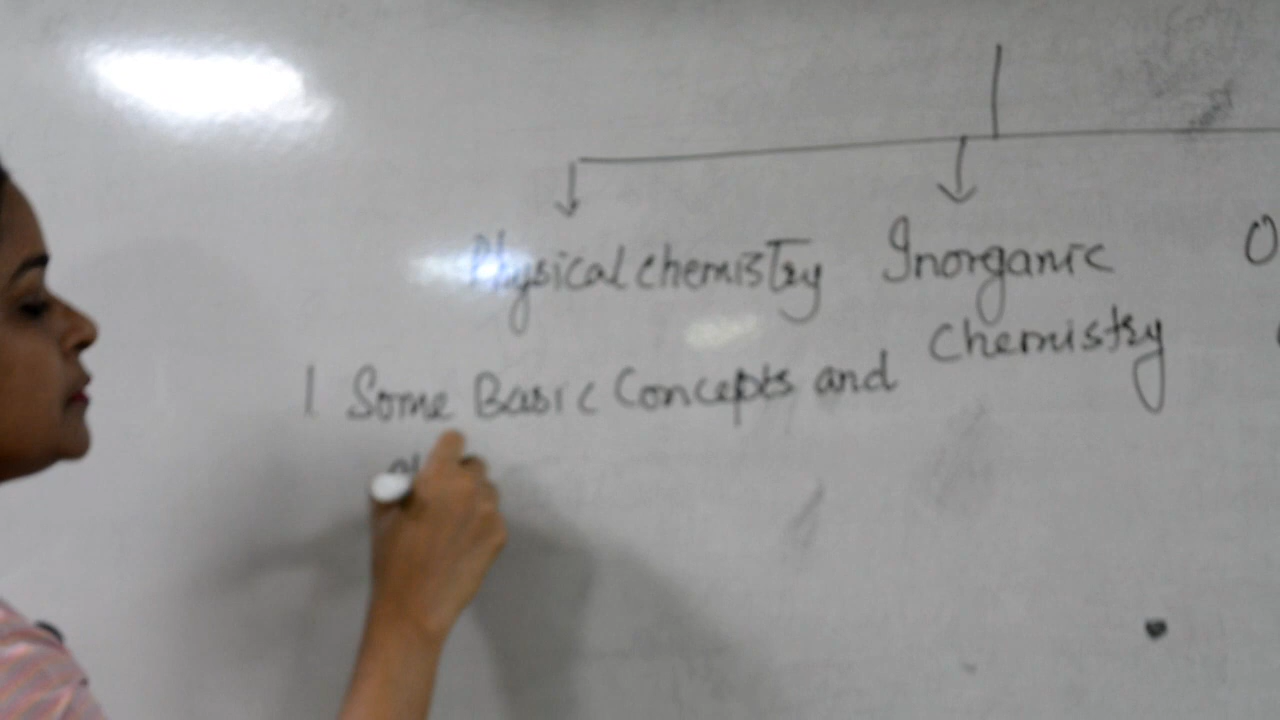 Physical chemistry Inorganic O
Chemistry
1 Some Basic Concepts and